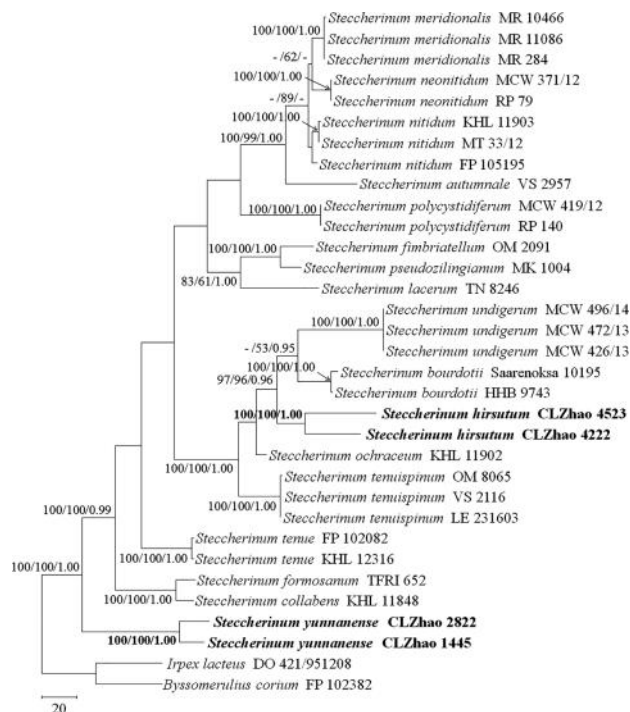 Steccherinum meridionalis MR 10466
100/100/1.00
Steccherinum meridionalis MR 11086
Steccherinum meridionalis MR 284
- /62/ -
100/100/1.00
Steccherinum neonitidum MCW 371/12
Steccherinum neonitidum RP 79
- /89/ -
100/100/1.00
Steccherinum nitidum KHL 11903
Steccherinum nitidum MT 33/12
100/99/1.00
Steccherinum nitidum FP 105195
Steccherinum autumnale VS 2957
Steccherinum polycystidiferum MCW 419/12
100/100/1.00
Steccherinum polycystidiferum RP 140
Steccherinum fimbriatellum OM 2091
100/100/1.00
Steccherinum pseudozilingianum MK 1004
83/61/1.00
Steccherinum lacerum TN 8246
Steccherinum undigerum MCW 496/14
100/100/1.00
Steccherinum undigerum MCW 472/13
- /53/0.95
Steccherinum undigerum MCW 426/13
100/100/1.00
Steccherinum bourdotii Saarenoksa 10195
97/96/0.96
Steccherinum bourdotii HHB 9743
100/100/1.00
Steccherinum hirsutum CLZhao 4523
Steccherinum hirsutum CLZhao 4222
Steccherinum ochraceum KHL 11902
100/100/1.00
Steccherinum tenuispinum OM 8065
Steccherinum tenuispinum VS 2116
100/100/1.00
Steccherinum tenuispinum LE 231603
100/100/0.99
Steccherinum tenue FP 102082
100/100/1.00
Steccherinum tenue KHL 12316
100/100/1.00
Steccherinum formosanum TFRI 652
Steccherinum collabens KHL 11848
100/100/1.00
Steccherinum yunnanense CLZhao 2822
100/100/1.00
Steccherinum yunnanense CLZhao 1445
Irpex lacteus DO 421/951208
Byssomerulius corium FP 102382
20